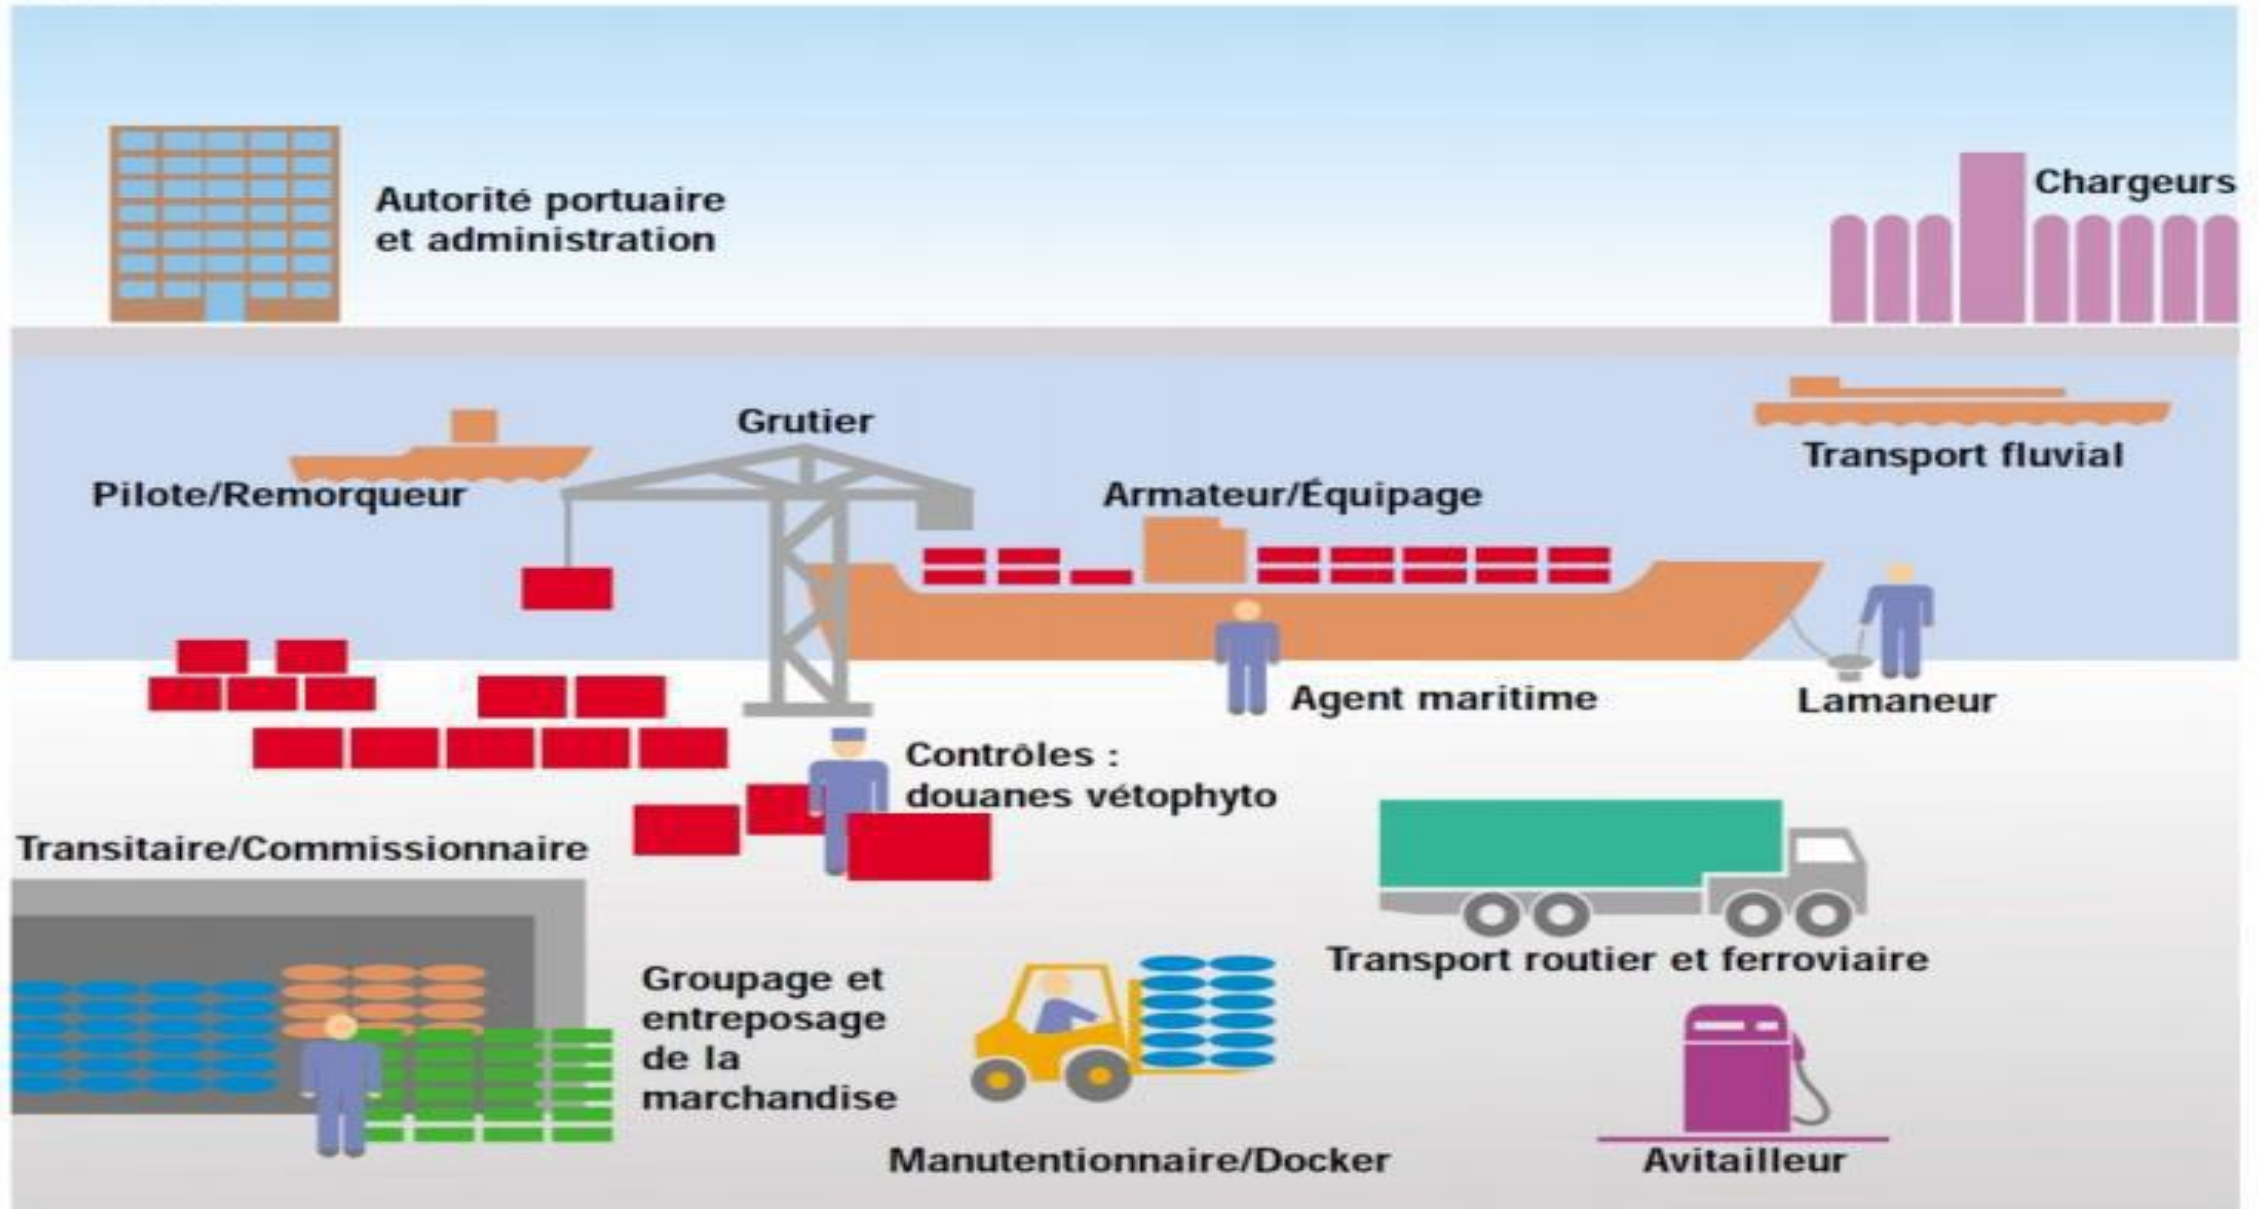 Autorité portuaire
et administration
Chargeurs
Grutier
Transport fluvial
Pilote/Remorqueur
Armateur/Équipage
Agent maritime
Lamaneur
Contrôles :
douanes vétophyto
Transitaire/Commissionnaire
Transport routier et ferroviaire
Groupage et
entreposage
de la
marchandise
Manutentionnaire/Docker
Avitailleur